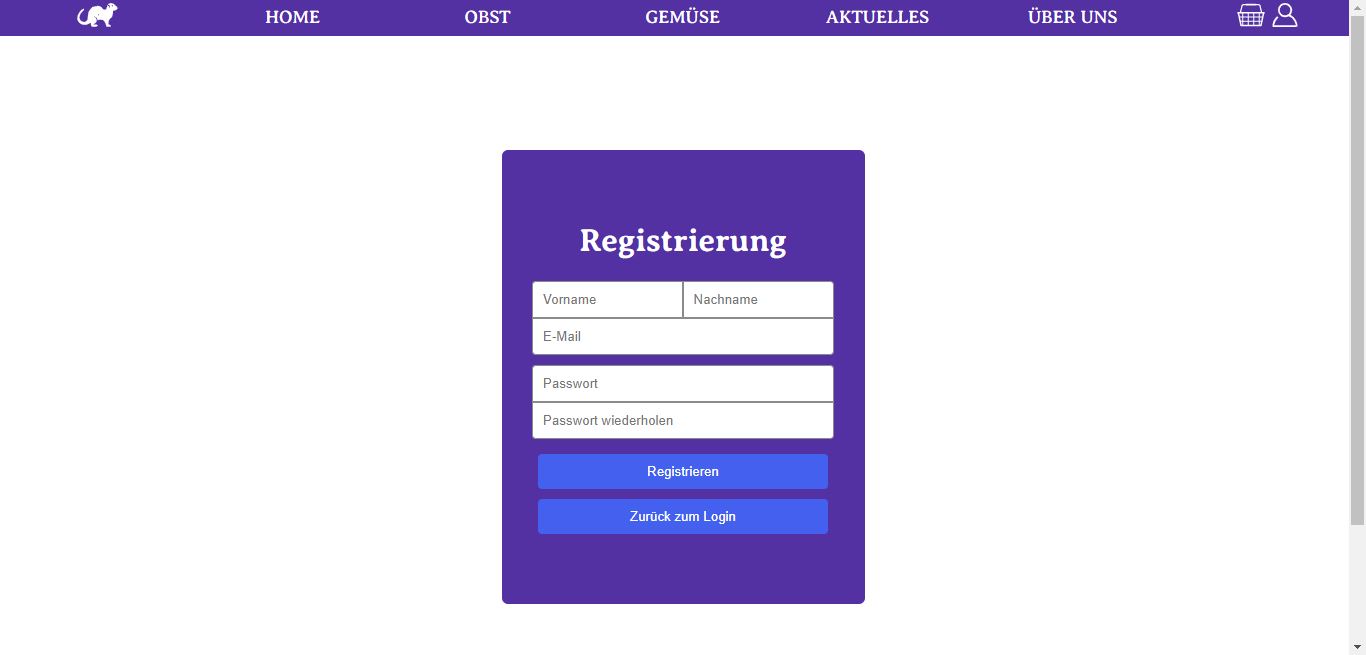 HOME OBST GEMÜSE AKTUELLES ÜBER UNS
Registrierung
Vorname Nachname
E-Mail
Passwort
Passwort wiederholen
Registrieren
Zurück zum Login